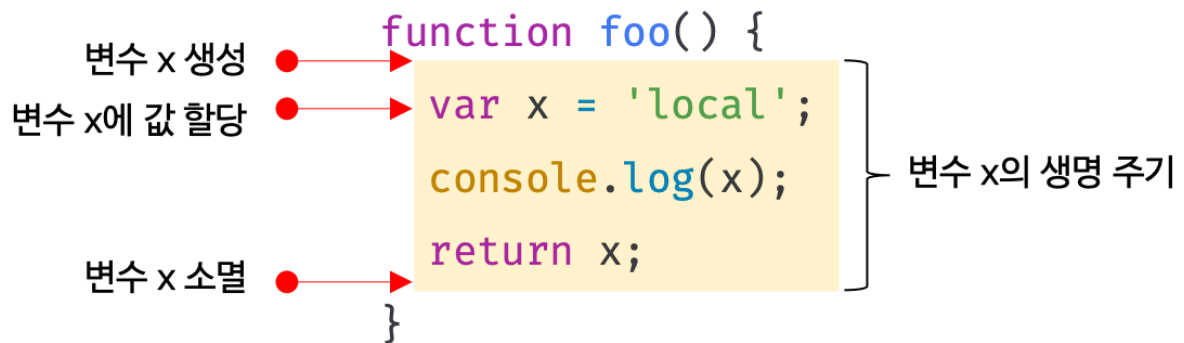 function foo() {
변수 x 생성
변수 x에 값 할당
var x = 'local';
console.log(x);
변수 x의 생명 주기
return x;
변수 x 소멸
}